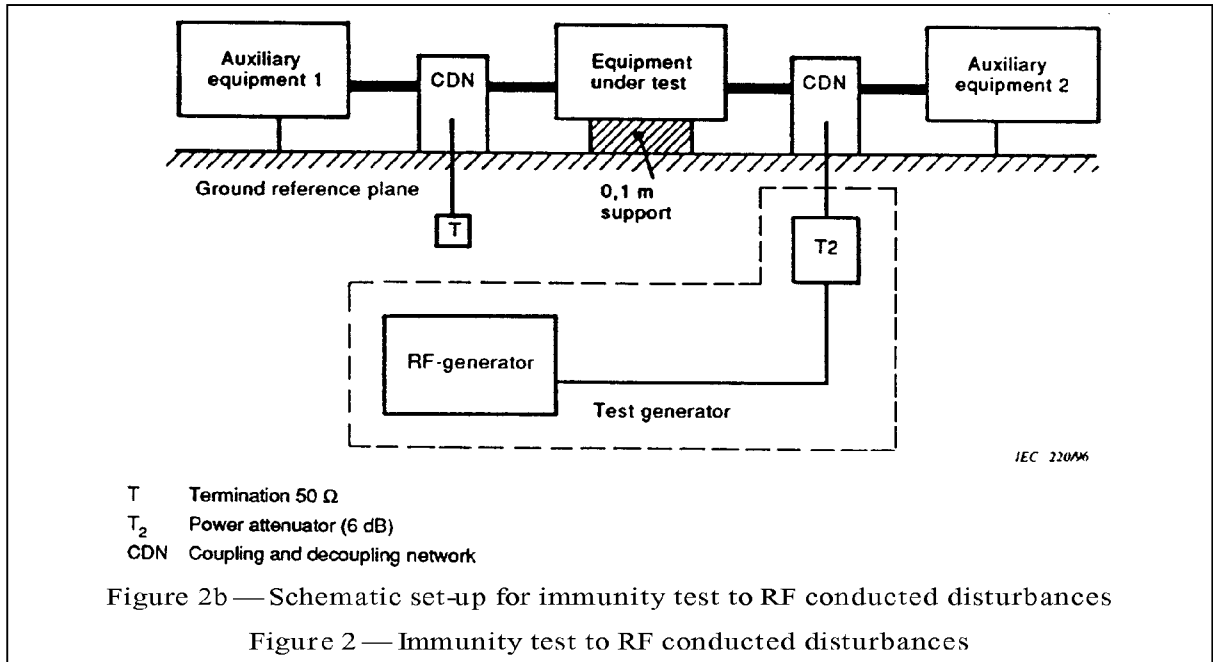 Auxiliary
equipment 1
CDN
Equipment
under test
CDN
Auxiliary
equipment 2
Ground reference plane
0,1 m
support
T
T2
RF-generator
Test generator
IEC 220/96
T Termination 50 Ω
T2 Power attenuator (6 dB)
CDN Coupling and decoupling network
Figure 2b — Schematic set-up for immunity test to RF conducted disturbances
Figure 2 — Immunity test to RF conducted disturbances